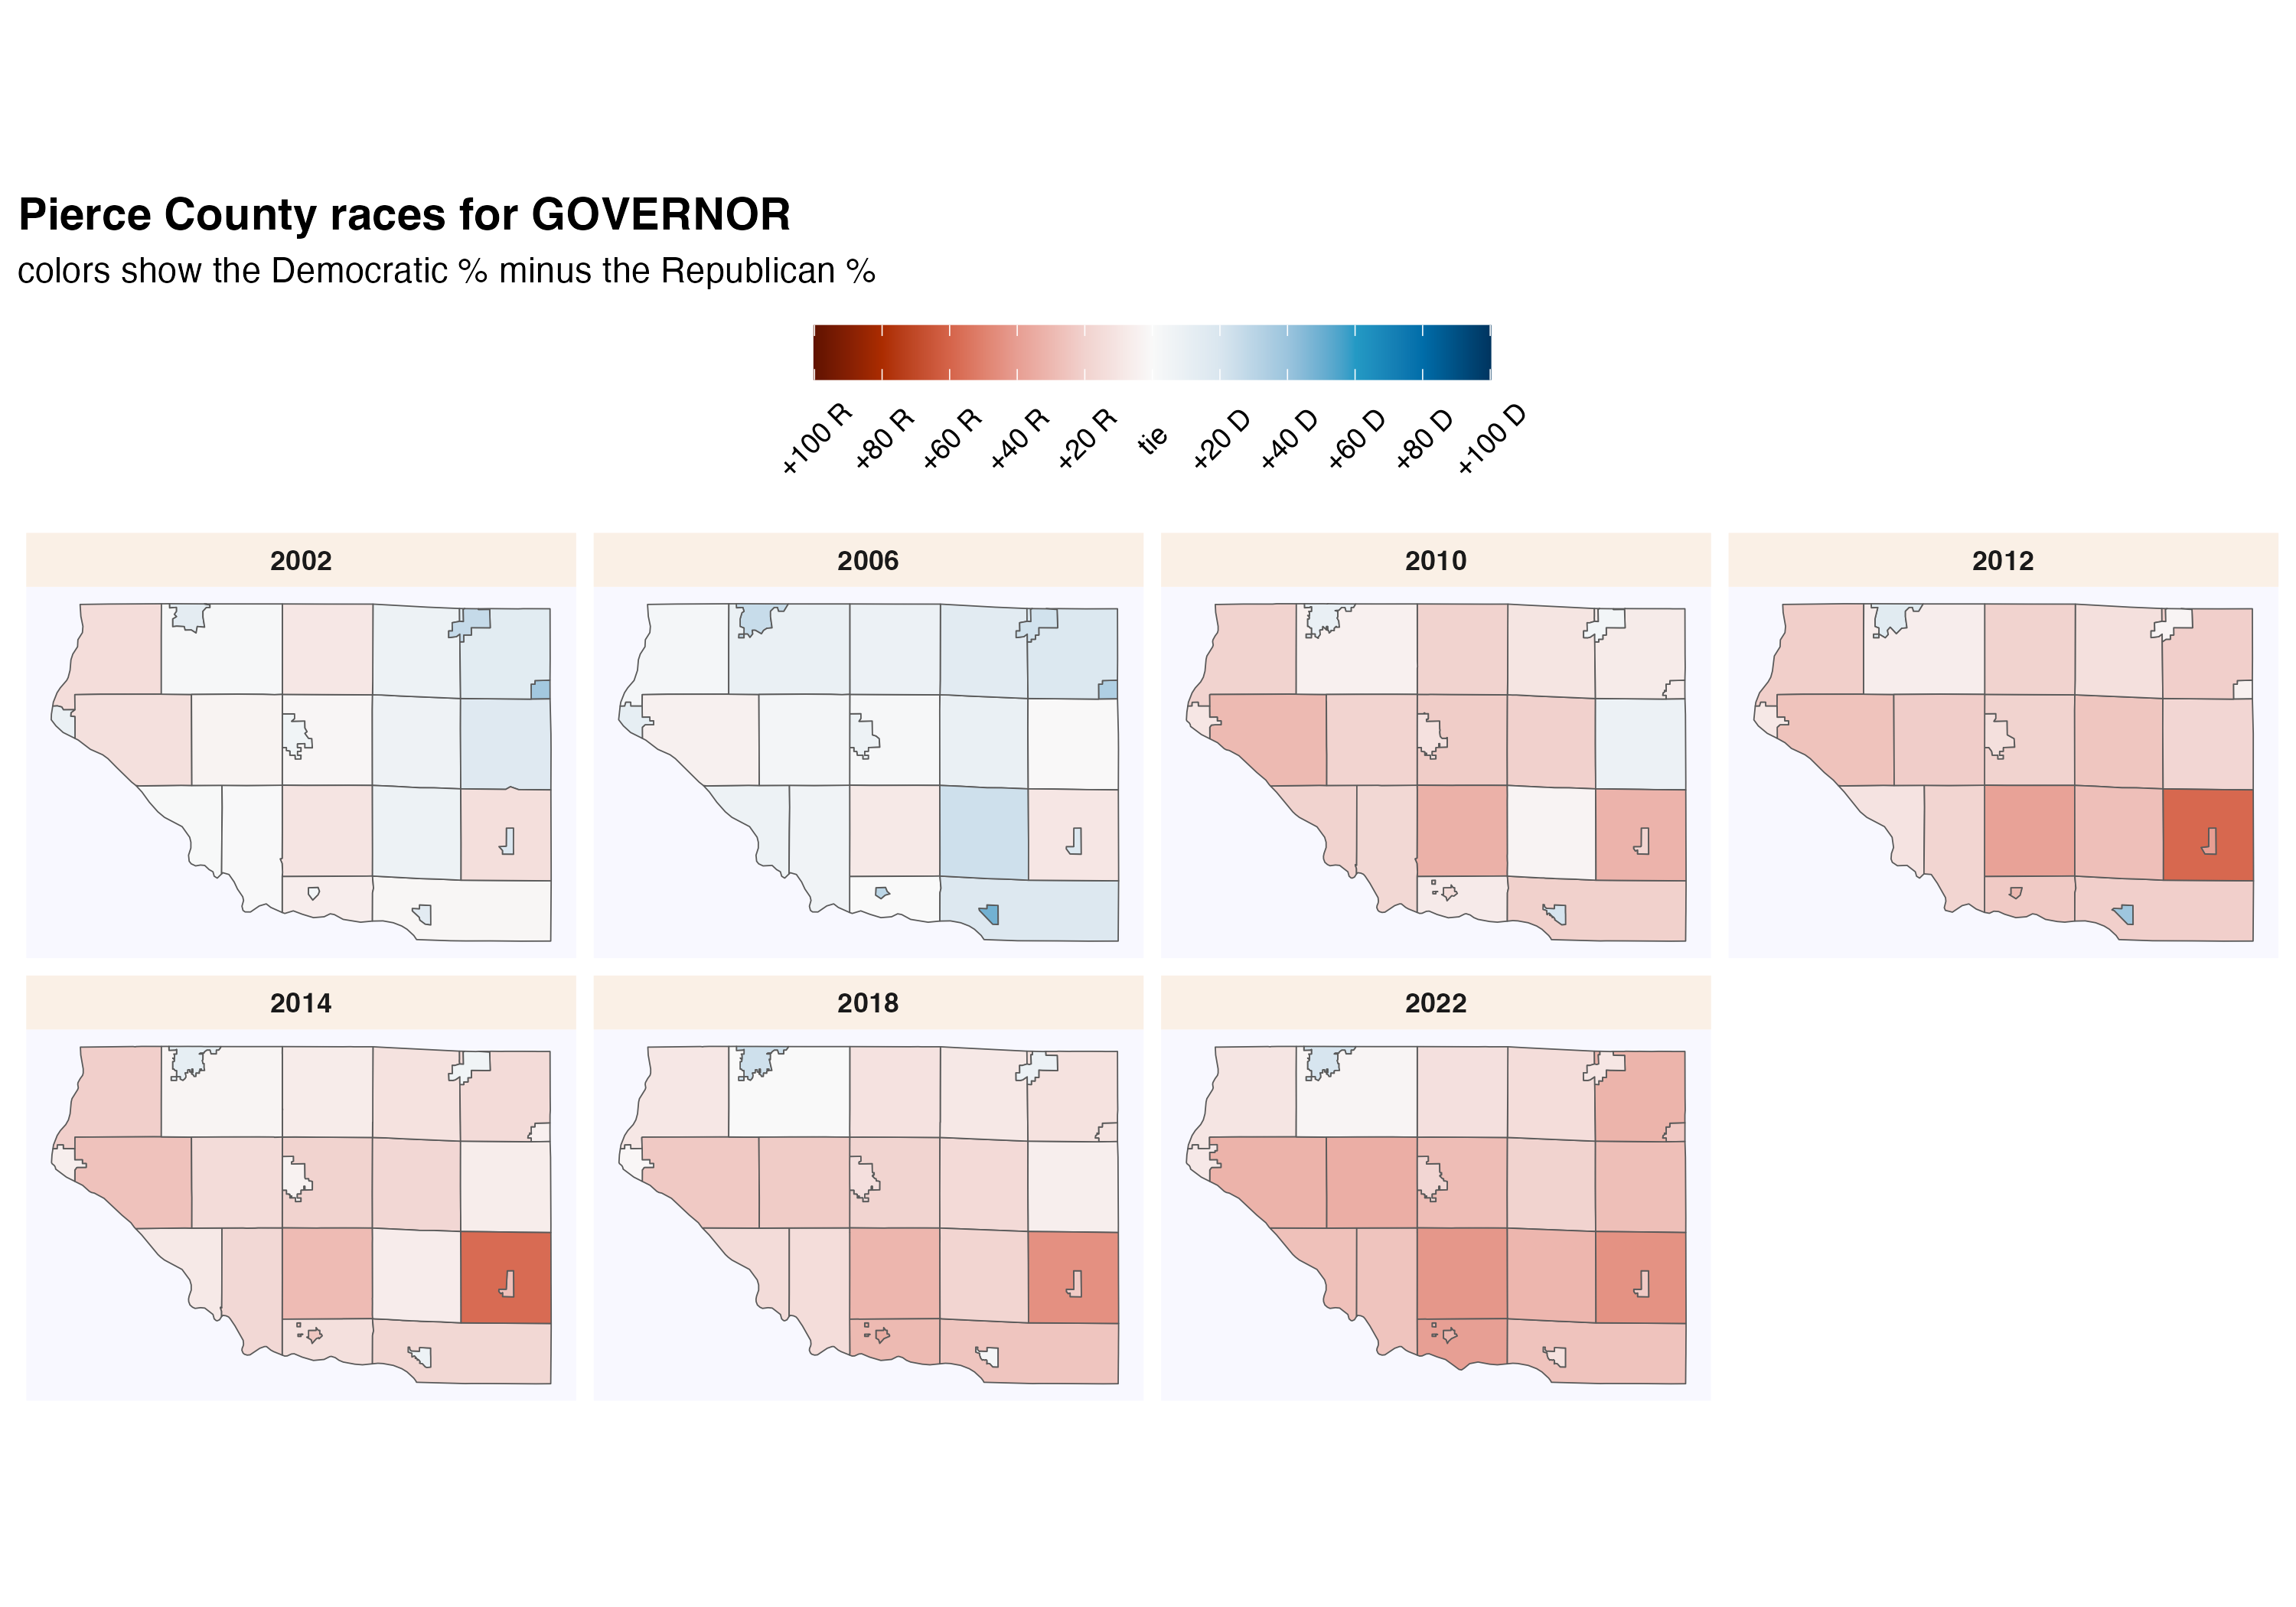 Pierce County races for GOVERNOR
colors show the Democratic % minus the Republican %
+100 R +80 R +60 R +40 R +20 R tie +20 D +40 D +60 D +80 D +100 D
2002 2006 2010 2012
2014 2018 2022